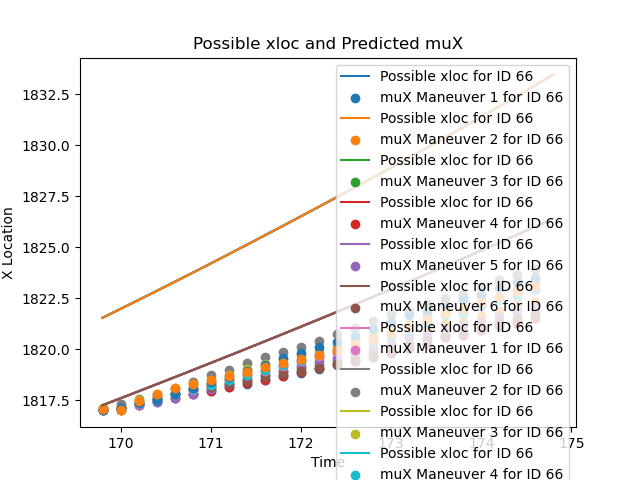 Possible xloc and Predicted muX
X Location
1832.5
1830.0
1827.5
1825.0
1822.5
1820.0
1817.5
170
171
172
173
174
175
Time
Possible xloc for ID 66
muX Maneuver 1 for ID 66
Possible xloc for ID 66
muX Maneuver 2 for ID 66
Possible xloc for ID 66
muX Maneuver 3 for ID 66
Possible xloc for ID 66
muX Maneuver 4 for ID 66
Possible xloc for ID 66
muX Maneuver 5 for ID 66
Possible xloc for ID 66
muX Maneuver 6 for ID 66
Possible xloc for ID 66
muX Maneuver 1 for ID 66
Possible xloc for ID 66
muX Maneuver 2 for ID 66
Possible xloc for ID 66
muX Maneuver 3 for ID 66
Possible xloc for ID 66
muX Maneuver 4 for ID 66